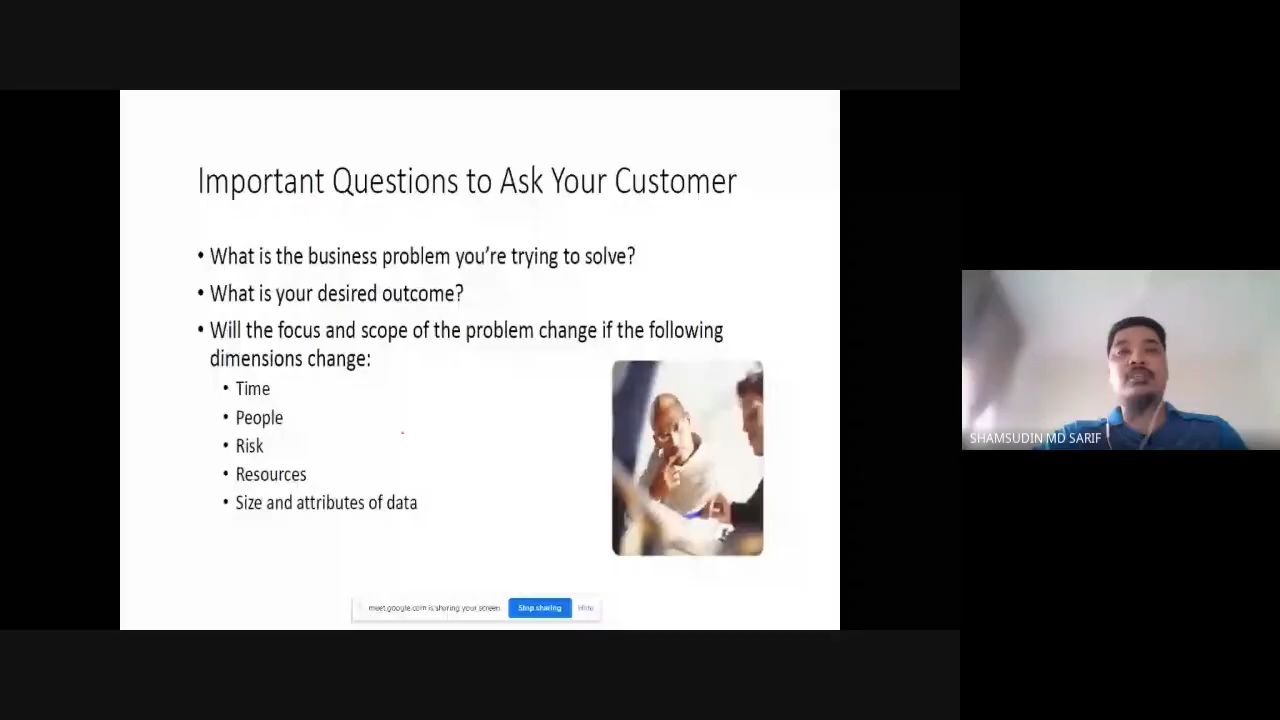 Important Questions to Ask Your Customer
• What is the business problem you're trying to solve?
• What is your desired outcome?
• Will the focus and scope of the problem change if the following
dimensions change:
• Time
• People
• Risk
• Resources
• Size and attributes of data
meet.google.com is sharing your screen. Stop sharing Hide
SHAMSUDIN MD SARIF